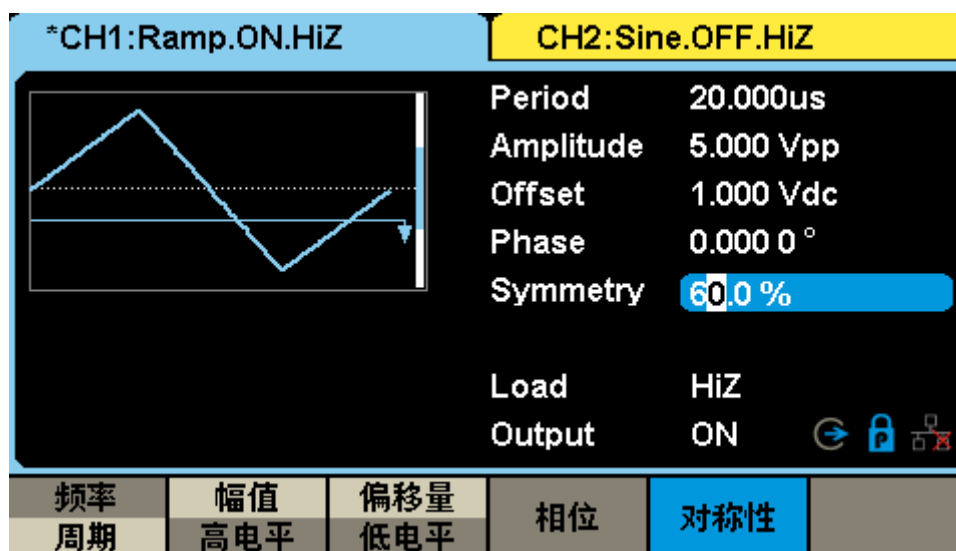 *CH1:Ramp.ON.HiZ
CH2:Sine.OFF.HiZ
Period 20.000us
Amplitude 5.000 Vpp
Offset 1.000 Vdc
Phase 0.000 0 °
Symmetry 60.0 %
Load HiZ
Output ON
频率 幅值 偏移量 相位 对称性
周期 高电平 低电平